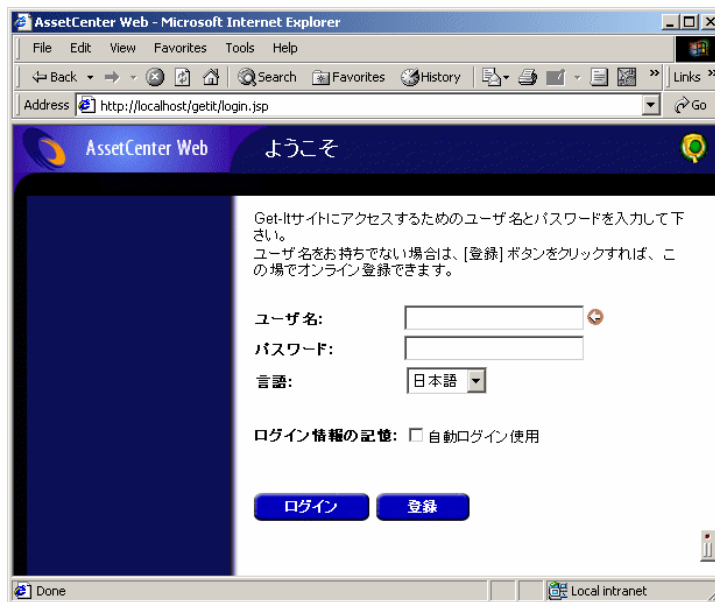 AssetCenter Web - Microsoft Internet Explorer
File Edit View Favorites Tools Help
Back Search Favorites History » Links »
Address http://localhost/getit/login.jsp Go
AssetCenter Web ようこそ
Get-Itサイトにアクセスするためのユーザ名とパスワードを入力して下
さい。
ユーザ名をお持ちでない場合は、[登録] ボタンをクリックすれば、こ
の場でオンライン登録できます。
ユーザ名:
パスワード:
言語: 日本語
ログイン情報の記憶: 自動ログイン使用
ログイン 登録
Done Local intranet